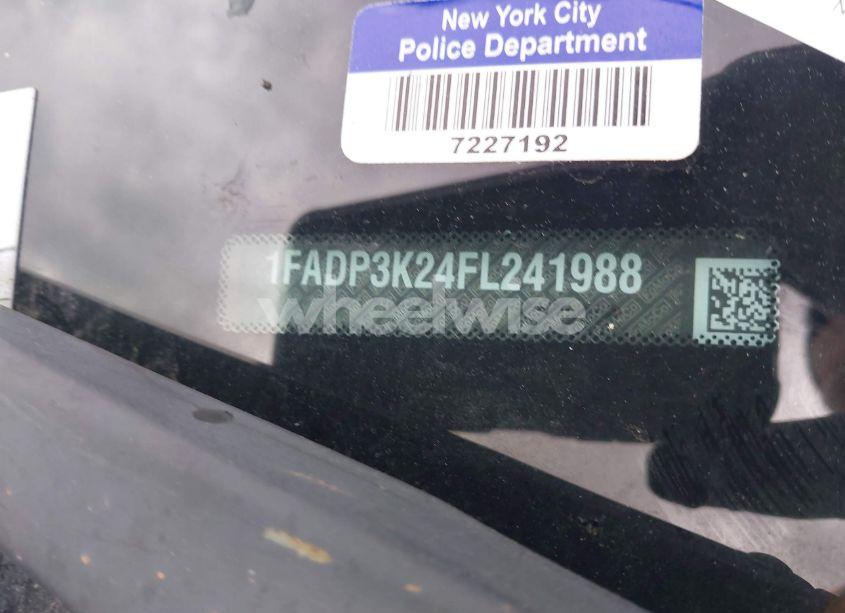 New York City
Police Department
7227192
1FADP3K24FL241988
wheelwise